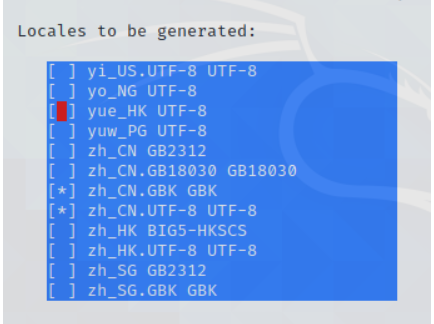 Locales to be generated:
[ ] yi_US.UTF-8 UTF-8
[ ] yo_NG UTF-8
[ ] yue_HK UTF-8
[ ] yuw_PG UTF-8
[ ] zh_CN GB2312
[ ] zh_CN.GB18030 GB18030
[*] zh_CN.GBK GBK
[*] zh_CN.UTF-8 UTF-8
[ ] zh_HK BIG5-HKSCS
[ ] zh_HK.UTF-8 UTF-8
[ ] zh_SG GB2312
[ ] zh_SG.GBK GBK